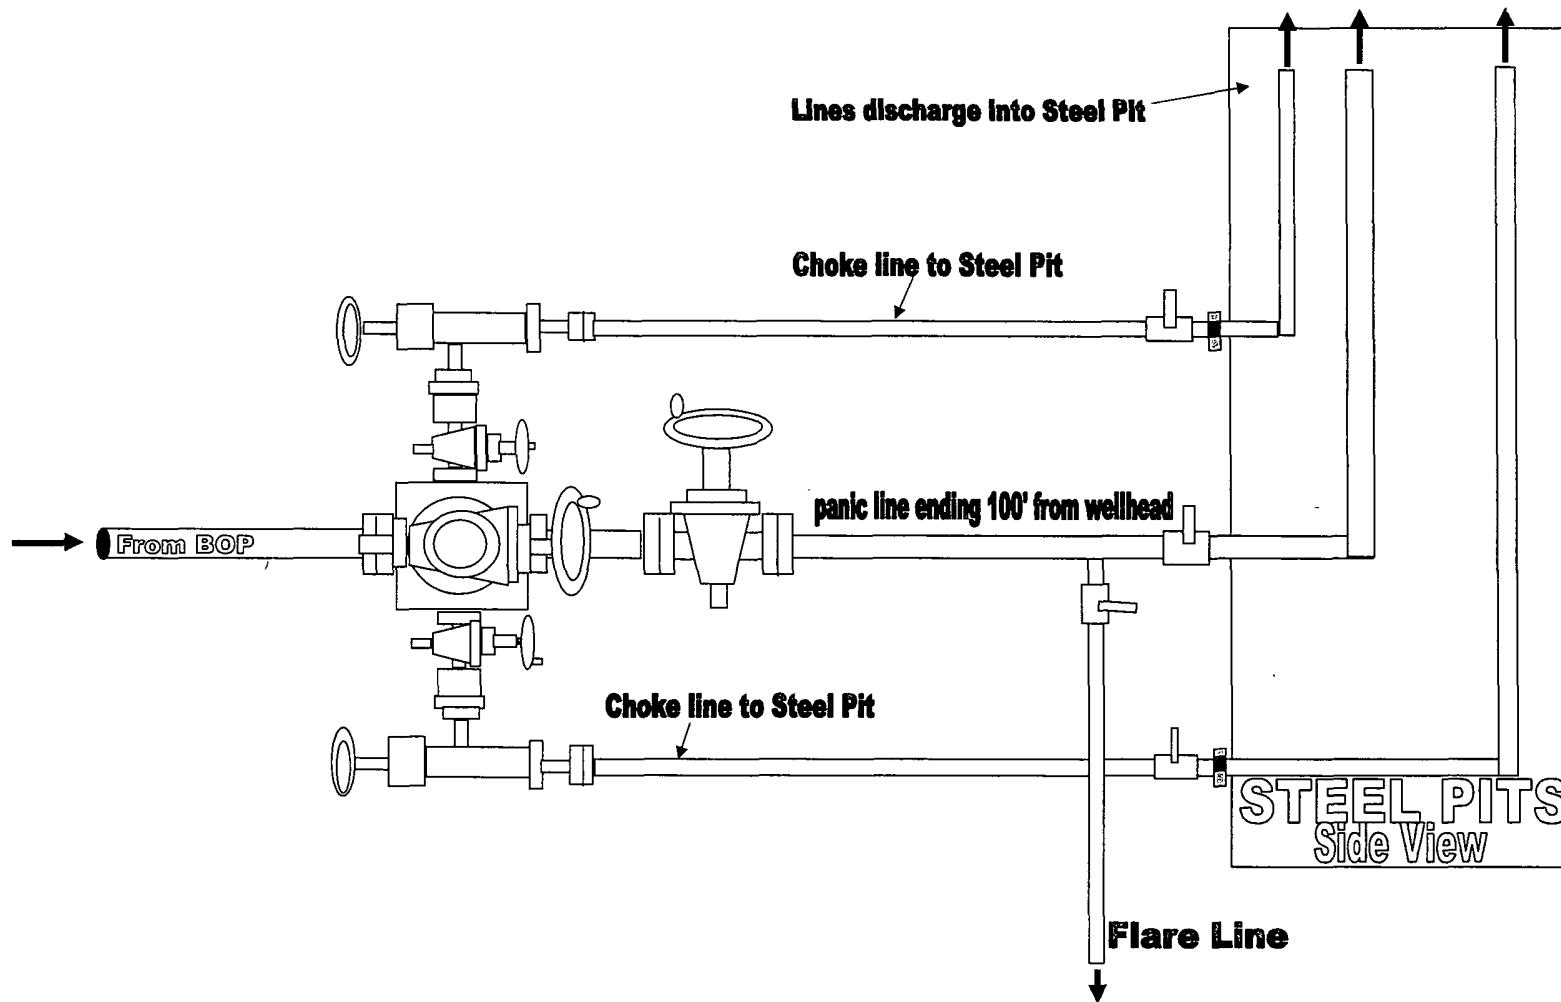 Lines discharge into Steel Pit
Choke line to Steel Pit
panic line ending 100' from wellhead
From BOP
Choke line to Steel Pit
STEEL PITS
Side View
Flare Line